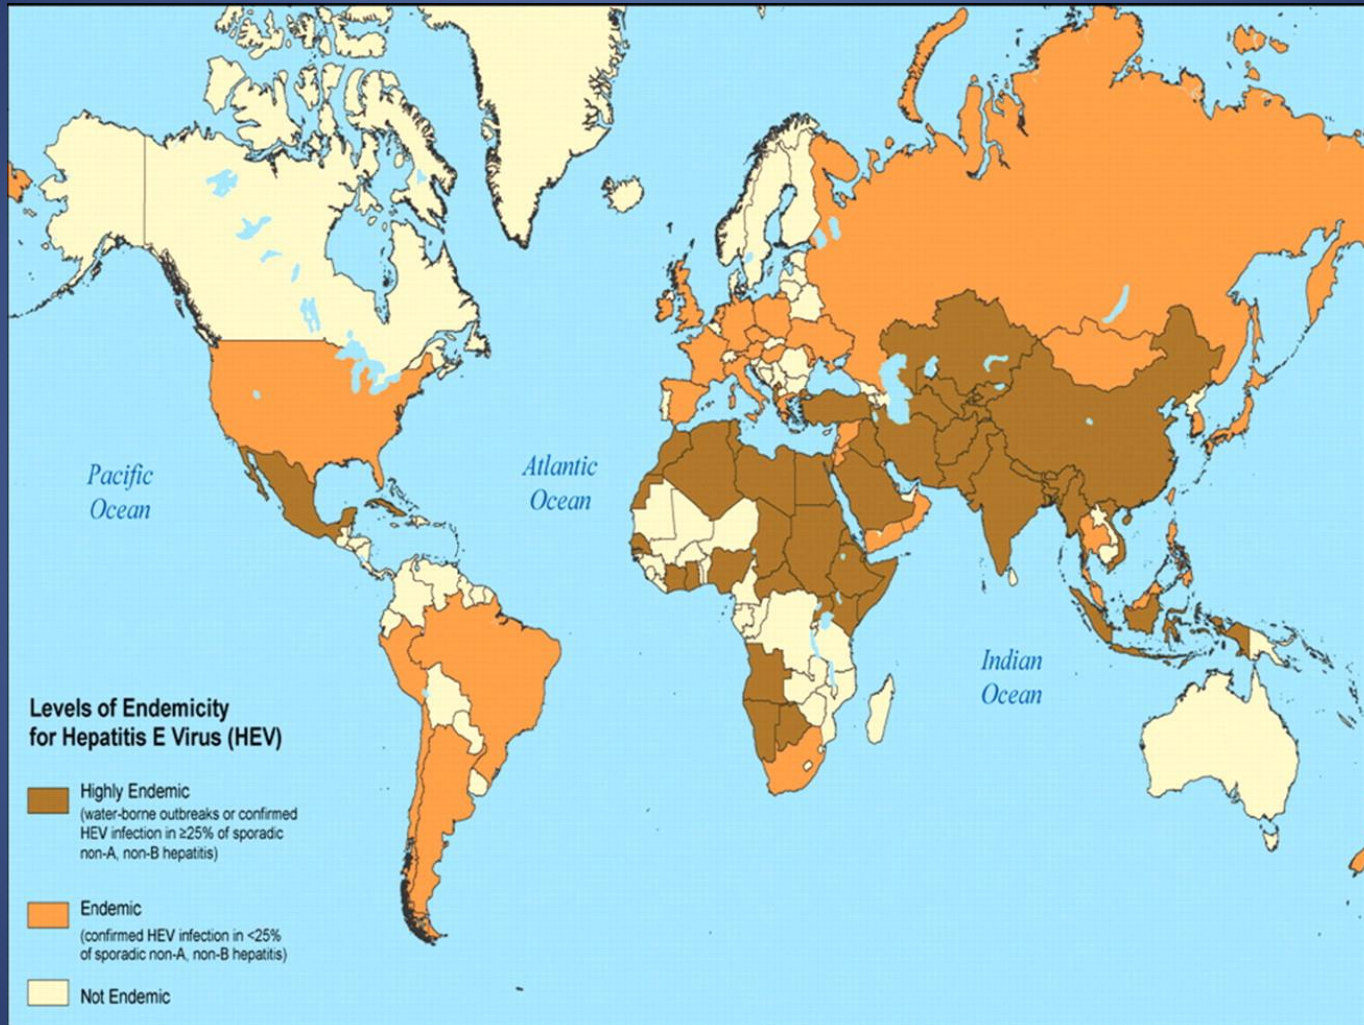 Pacific
Ocean
Atlantic
Ocean
Indian
Ocean
Levels of Endemicity
for Hepatitis E Virus (HEV)
Highly Endemic
(water-borne outbreaks or confirmed
HEV infection in ≥25% of sporadic
non-A, non-B hepatitis)
Endemic
(confirmed HEV infection in <25%
of sporadic non-A, non-B hepatitis)
Not Endemic